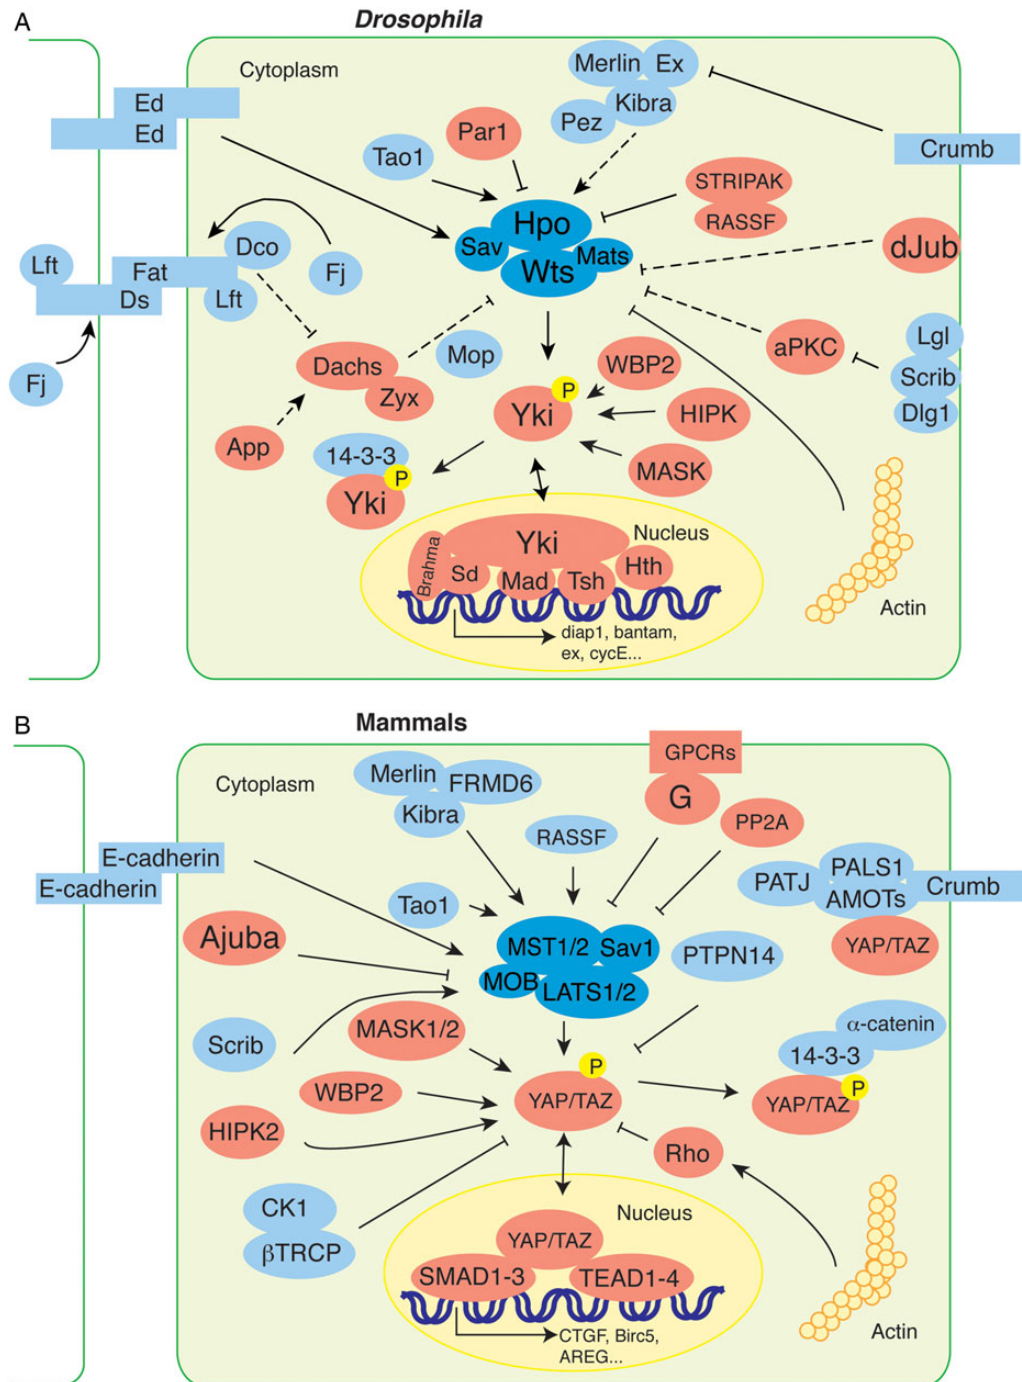 A
Drosophila
Cytoplasm
Merlin
Ex
Kibra
Pez
Ed
Ed
Par1
Tao1
Crumb
STRIPAK
RASSF
Hpo
Sav
Mats
Wts
dJub
Dco
Lft
Fat
Fj
Ds
Lft
Mop
aPKC
Lgl
Scrib
Dlg1
Dachs
Zyx
WBP2
Fj
P
Yki
HIPK
App
14-3-3
P
Yki
MASK
Nucleus
Yki
Brahma
Sd
Mad
Tsh
Hth
Actin
diap1, bantam,
ex, cycE...
B
Mammals
GPCRs
Cytoplasm
Merlin
FRMD6
Kibra
G
PP2A
RASSF
E-cadherin
E-cadherin
PALS1
PATJ
AMOTs
Crumb
Tao1
Ajuba
MST1/2
Sav1
PTPN14
YAP/TAZ
MOB
LATS1/2
MASK1/2
Scrib
α-catenin
14-3-3
P
YAP/TAZ
P
YAP/TAZ
WBP2
HIPK2
Rho
CK1
βTRCP
Nucleus
YAP/TAZ
SMAD1-3
TEAD1-4
CTGF, Birc5,
AREG...
Actin